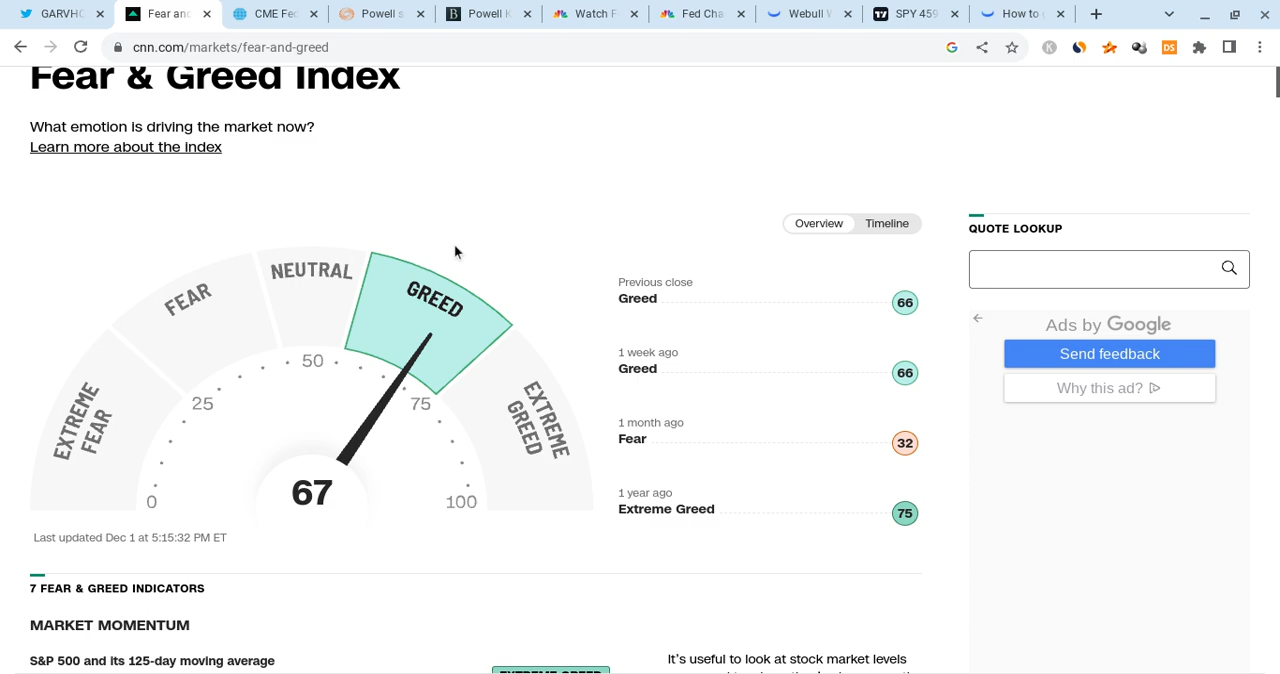 GARVHC
Fear and
CME Fed
Powell s
Powell K
Watch F
Fed Cha
Webull W
SPY 459
How to g
cnn.com/markets/fear-and-greed
Fear & Greed Index
What emotion is driving the market now?
Learn more about the index
Overview
Timeline
QUOTE LOOKUP
EXTREME FEAR
FEAR
NEUTRAL
GREED
EXTREME GREED
0
25
50
75
100
67
Last updated Dec 1 at 5:15:32 PM ET
Previous close
Greed 66
1 week ago
Greed 66
1 month ago
Fear 32
1 year ago
Extreme Greed 75
Ads by Google
Send feedback
Why this ad?
7 FEAR & GREED INDICATORS
MARKET MOMENTUM
S&P 500 and its 125-day moving average
EXTREME GREED
It's useful to look at stock market levels